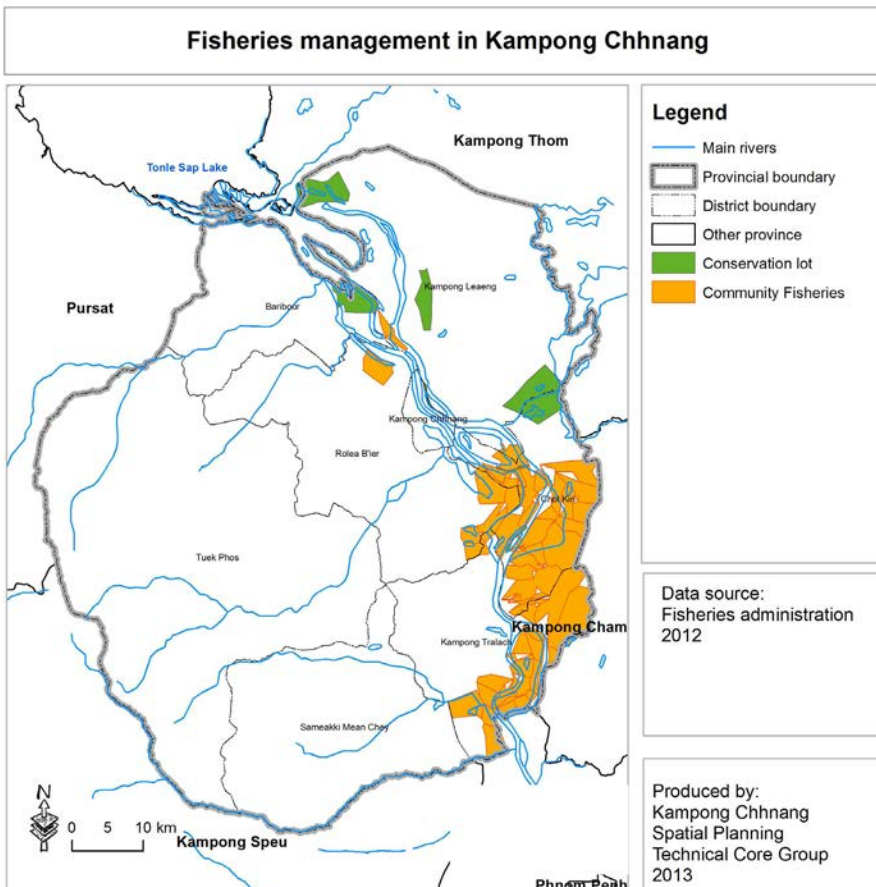 Fisheries management in Kampong Chhnang
Kampong Thom
Tonle Sap Lake
Kampong Leaeng
Pursat
Baribour
Kampong Chhnang
Rolea B'ier
Chol Kiri
Tuek Phos
Kampong Cham
Kampong Tralach
Sameakki Mean Chey
N
0 5 10 km
Kampong Speu
Phnom Penh
Legend
Main rivers
Provincial boundary
District boundary
Other province
Conservation lot
Community Fisheries
Data source:
Fisheries administration
2012
Produced by:
Kampong Chhnang
Spatial Planning
Technical Core Group
2013